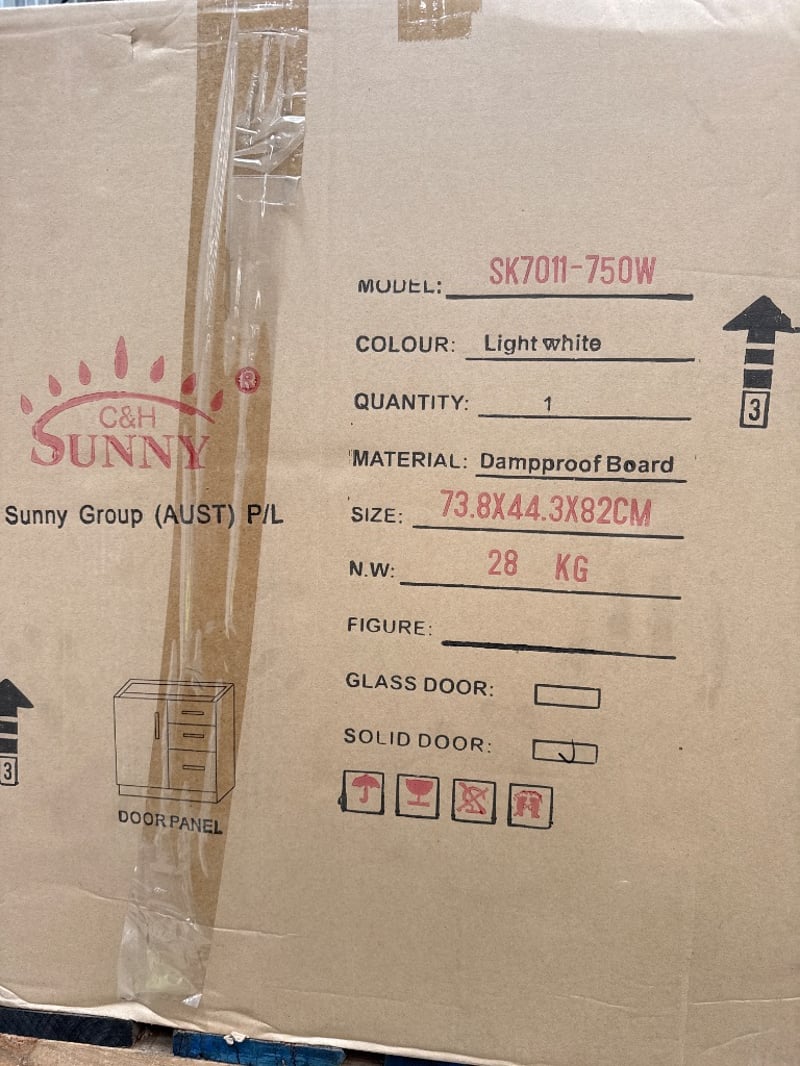 MODEL: SK7011-750W
COLOUR: Light white
QUANTITY: 1
MATERIAL: Dampproof Board
SIZE: 73.8X44.3X82CM
N.W: 28 KG
FIGURE:
GLASS DOOR:
SOLID DOOR:
3
C&H
SUNNY
®
Sunny Group (AUST) P/L
3
DOOR PANEL